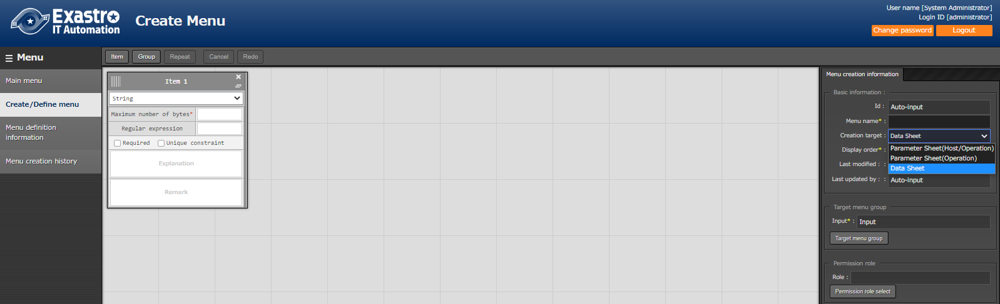 Exastro
IT Automation
Create Menu
User name [System Administrator]
Login ID [administrator]
Change password
Logout
Menu
Main menu
Create/Define menu
Menu definition
information
Menu creation history
Item
Group
Repeat
Cancel
Redo
Item 1
String
Maximum number of bytes*
Regular expression
Required
Unique constraint
Explanation
Remark
Menu creation information
Basic information :
Id : Auto-input
Menu name* :
Creation target : Data Sheet
Parameter Sheet(Host/Operation)
Display order* :
Parameter Sheet(Operation)
Last modified : :
Data Sheet
Last updated by : : Auto-input
Target menu group
Input* : Input
Target menu group
Permission role
Role :
Permission role select